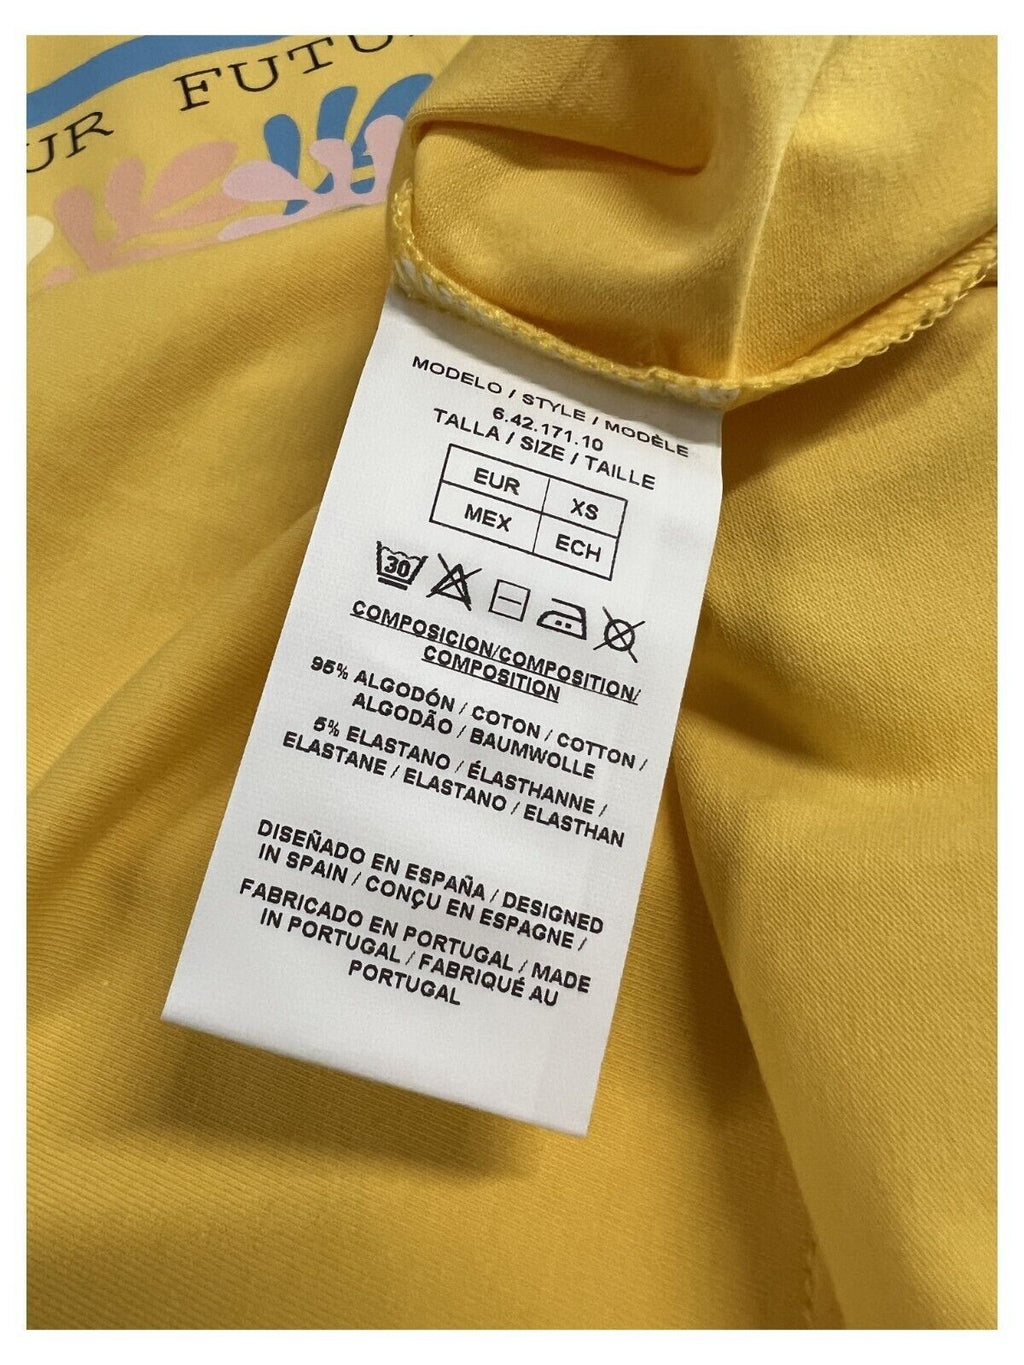 UR FUTU
MODELO / STYLE / MODÈLE
6.42.171.10
TALLA / SIZE / TAILLE
EUR XS
MEX ECH
30
COMPOSICION/COMPOSITION/
COMPOSITION
95% ALGODÓN / COTON / COTTON /
ALGODÃO / BAUMWOLLE
5% ELASTANO / ÉLASTHANNE /
ELASTANE / ELASTANO / ELASTHAN
DISEÑADO EN ESPAÑA / DESIGNED
IN SPAIN / CONÇU EN ESPAGNE /
FABRICADO EN PORTUGAL / MADE
IN PORTUGAL / FABRIQUÉ AU
PORTUGAL